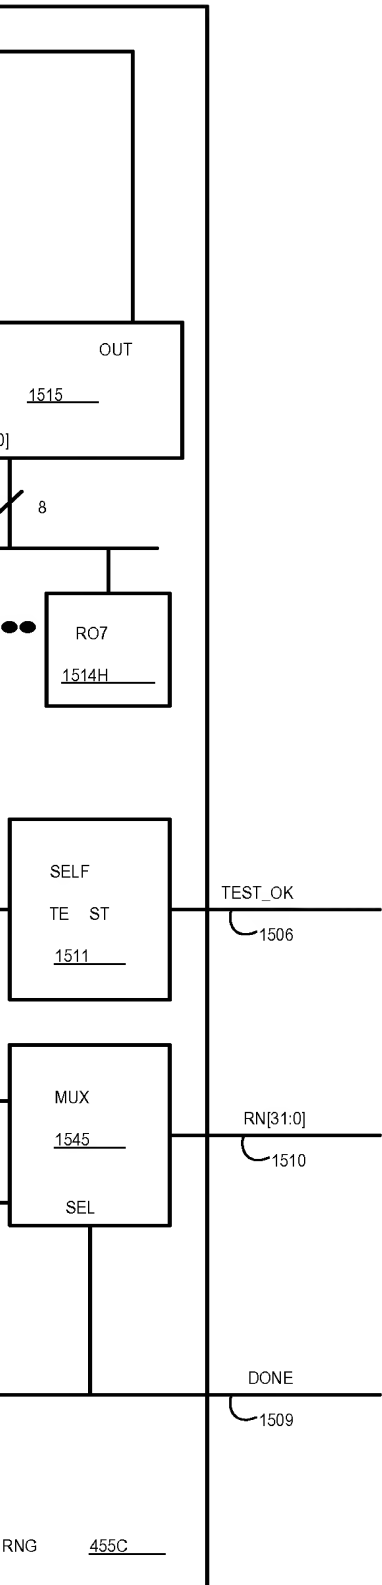 OUT
1515
0]
8
RO7
1514H
SELF
TE ST
1511
TEST_OK
1506
MUX
1545
SEL
RN[31:0]
1510
DONE
1509
RNG 455C